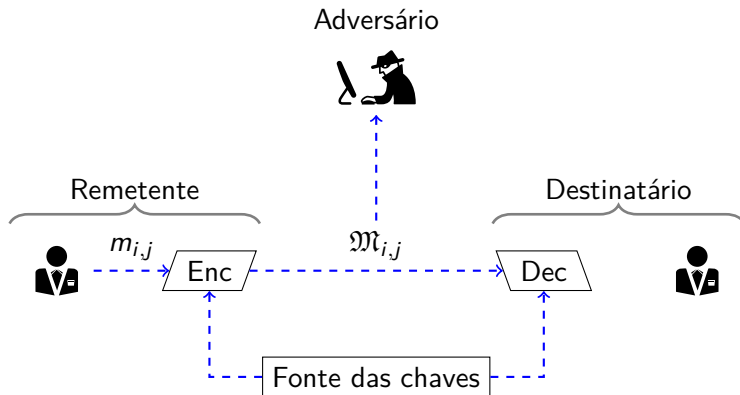 Adversário
Remetente
Destinatário
m_{i,j}
𝔐_{i,j}
Enc
Dec
Fonte das chaves